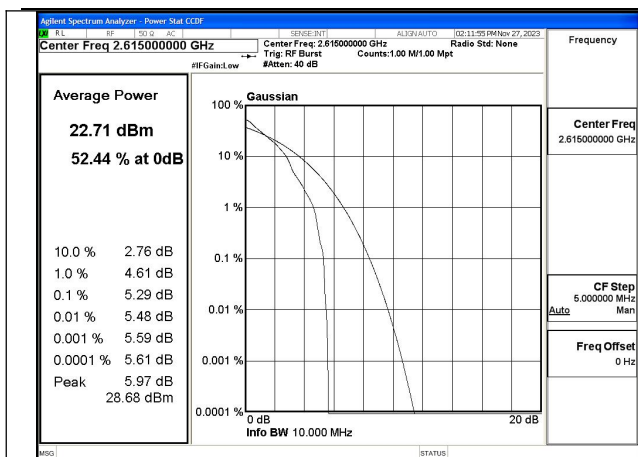 Agilent Spectrum Analyzer - Power Stat CCDF
RL RF 50 Ω AC SENSE:INT ALIGN AUTO 02:11:55 PM Nov 27, 2023
Center Freq 2.615000000 GHz
Center Freq: 2.615000000 GHz Radio Std: None
Trig: RF Burst Counts:1.00 M/1.00 Mpt
#IFGain:Low #Atten: 40 dB
Frequency
Average Power
22.71 dBm
52.44 % at 0dB
10.0 % 2.76 dB
1.0 % 4.61 dB
0.1 % 5.29 dB
0.01 % 5.48 dB
0.001 % 5.59 dB
0.0001 % 5.61 dB
Peak 5.97 dB
28.68 dBm
Gaussian
100 %
10 %
1 %
0.1 %
0.01 %
0.001 %
0.0001 %
0 dB 20 dB
Info BW 10.000 MHz
Center Freq
2.615000000 GHz
CF Step
5.000000 MHz
Auto Man
Freq Offset
0 Hz
MSG STATUS